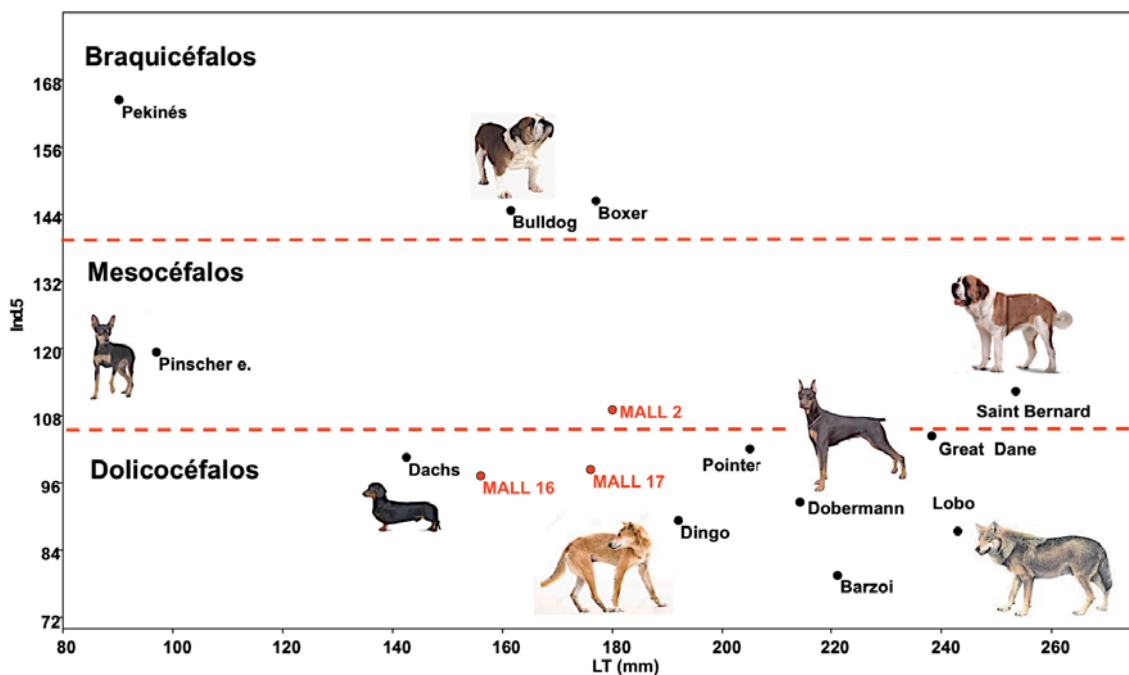 Braquicéfalos
168
Pekinés
156
144
Bulldog
Boxer
Mesocéfalos
132
Ind.5
120
Pinscher e.
108
MALL 2
Saint Bernard
Great Dane
Dolicocéfalos
Dachs
Pointer
96
MALL 16
MALL 17
Dobermann
Lobo
Dingo
84
Barzoi
72
80
100
120
140
160
180
200
220
240
260
LT (mm)